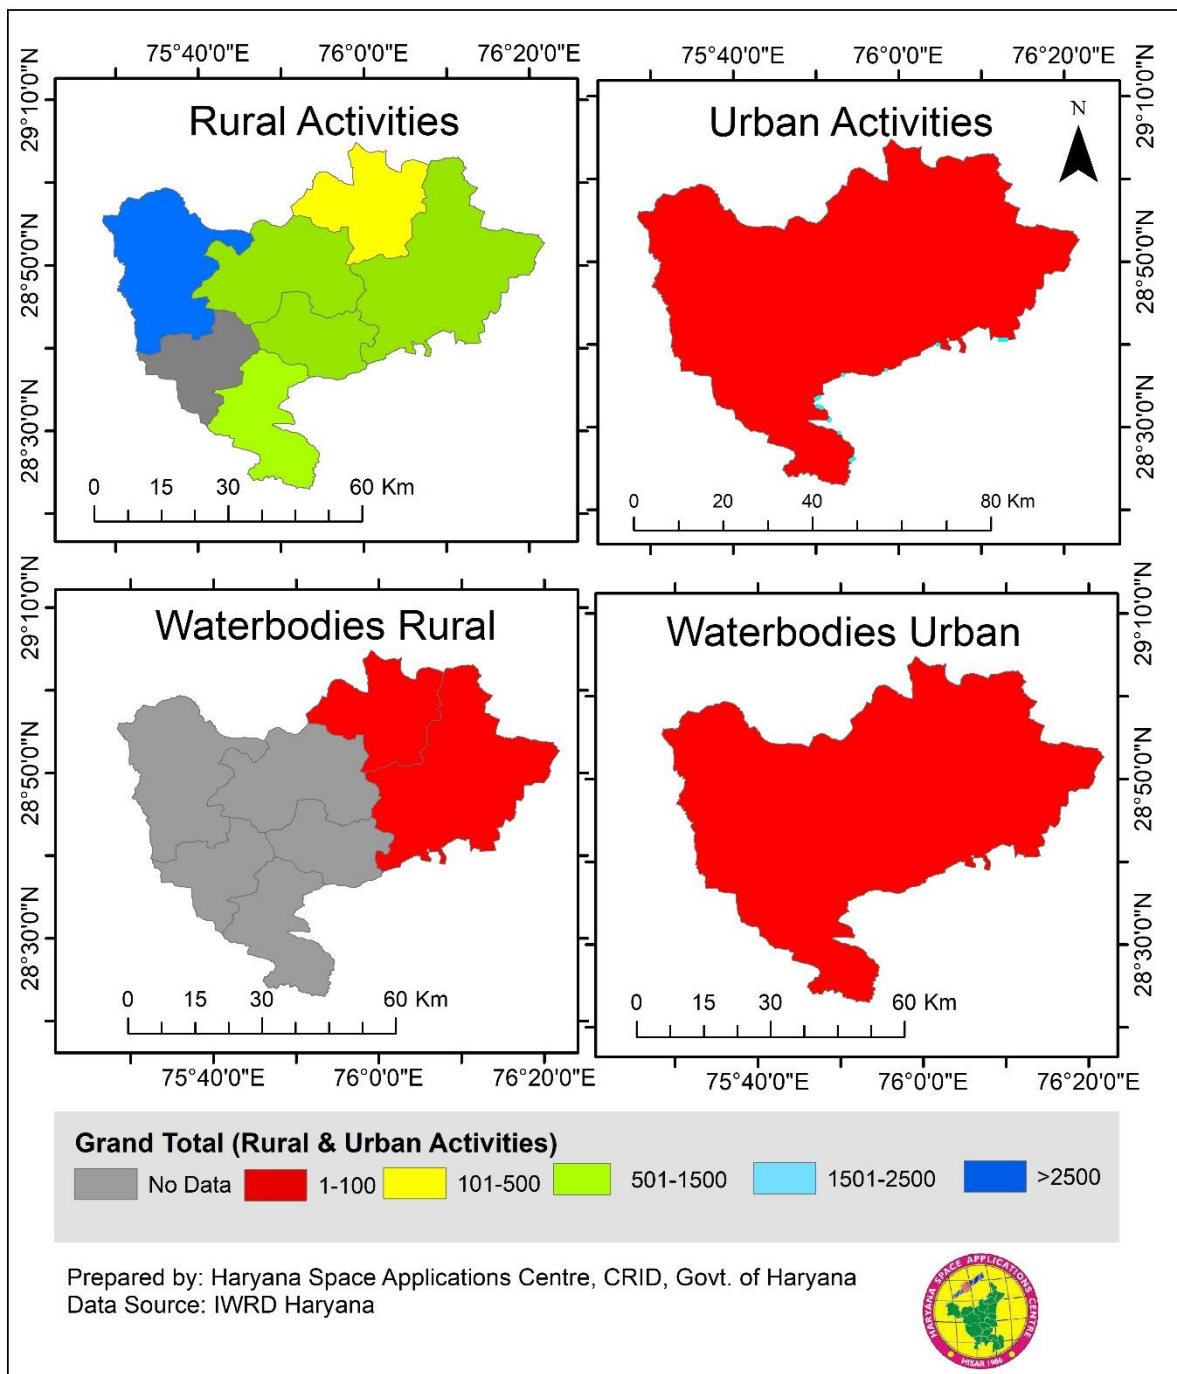 75°40'0"E 76°0'0"E 76°20'0"E
75°40'0"E 76°0'0"E 76°20'0"E
29°10'0"N
28°50'0"N
28°30'0"N
Rural Activities
0 15 30 60 Km
Urban Activities
N
0 20 40 80 Km
29°10'0"N
28°50'0"N
28°30'0"N
29°10'0"N
28°50'0"N
28°30'0"N
Waterbodies Rural
0 15 30 60 Km
Waterbodies Urban
0 15 30 60 Km
29°10'0"N
28°50'0"N
28°30'0"N
75°40'0"E 76°0'0"E 76°20'0"E
75°40'0"E 76°0'0"E 76°20'0"E
Grand Total (Rural & Urban Activities)
No Data 1-100 101-500 501-1500 1501-2500 >2500
Prepared by: Haryana Space Applications Centre, CRID, Govt. of Haryana
Data Source: IWRD Haryana
HARYANA SPACE APPLICATIONS CENTRE
HISAR 1986